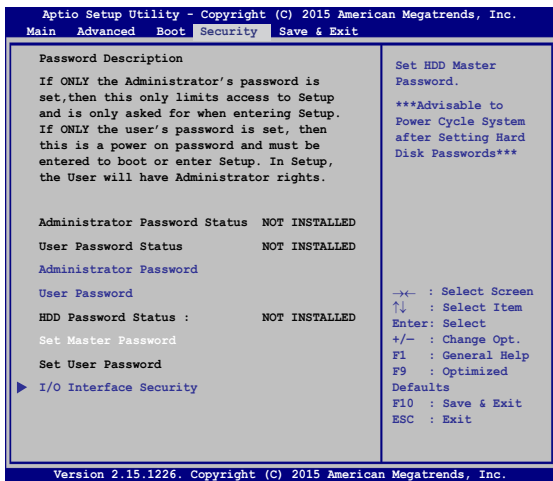 Aptio Setup Utility - Copyright (C) 2015 American Megatrends, Inc.
Main Advanced Boot Security Save & Exit
Password Description
If ONLY the Administrator's password is
set,then this only limits access to Setup
and is only asked for when entering Setup.
If ONLY the user's password is set, then
this is a power on password and must be
entered to boot or enter Setup. In Setup,
the User will have Administrator rights.
Administrator Password Status NOT INSTALLED
User Password Status NOT INSTALLED
Administrator Password
User Password
HDD Password Status : NOT INSTALLED
Set Master Password
Set User Password
I/O Interface Security
Set HDD Master
Password.
***Advisable to
Power Cycle System
after Setting Hard
Disk Passwords***
→← : Select Screen
↑↓ : Select Item
Enter: Select
+/— : Change Opt.
F1 : General Help
F9 : Optimized
Defaults
F10 : Save & Exit
ESC : Exit
Version 2.15.1226. Copyright (C) 2015 American Megatrends, Inc.